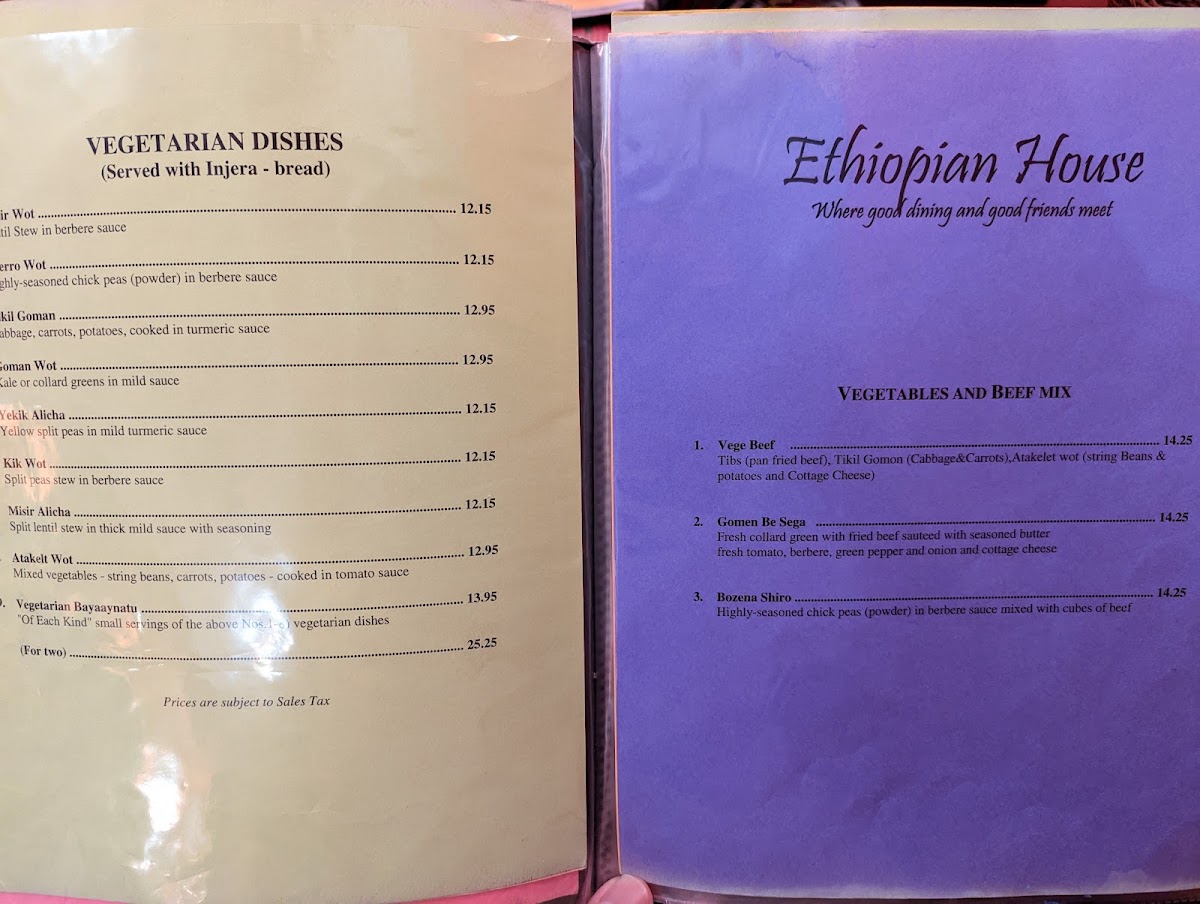 VEGETARIAN DISHES
(Served with Injera - bread)
Wot 12.15
Stew in berbere sauce
Wot 12.15
chick peas (powder) in berbere sauce
Goman 12.95
carrots, potatoes, cooked in turmeric sauce
Goman Wot 12.95
Kale or collard greens in mild sauce
Yekik Alicha 12.15
Yellow split peas in mild turmeric sauce
Kik Wot 12.15
Split peas stew in berbere sauce
Misir Alicha 12.15
Split lentil stew in thick mild sauce with seasoning
Atakelt Wot 12.95
Mixed vegetables - string beans, carrots, potatoes - cooked in tomato sauce
Vegetarian Bayaaynatu 13.95
"Of Each Kind" small servings of the above vegetarian dishes
(For two) 25.25
Prices are subject to Sales Tax
Ethiopian House
Where good dining and good friends meet
VEGETABLES AND BEEF MIX
1. Vege Beef 14.25
Tibs (pan fried beef), Tikil Gomon (Cabbage&Carrots),Atakelet wot (string Beans &
potatoes and Cottage Cheese)
2. Gomen Be Sega 14.25
Fresh collard green with fried beef sauteed with seasoned butter
fresh tomato, berbere, green pepper and onion and cottage cheese
3. Bozena Shiro 14.25
Highly-seasoned chick peas (powder) in berbere sauce mixed with cubes of beef